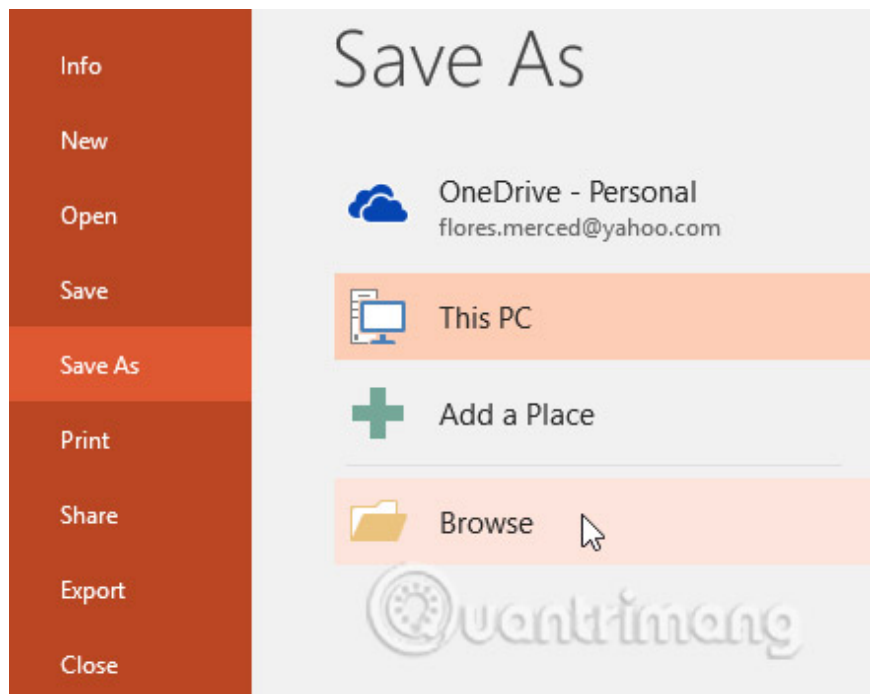 Info
New
Open
Save
Save As
Print
Share
Export
Close
Save As
OneDrive - Personal
flores.merced@yahoo.com
This PC
Add a Place
Browse
Quantrimang